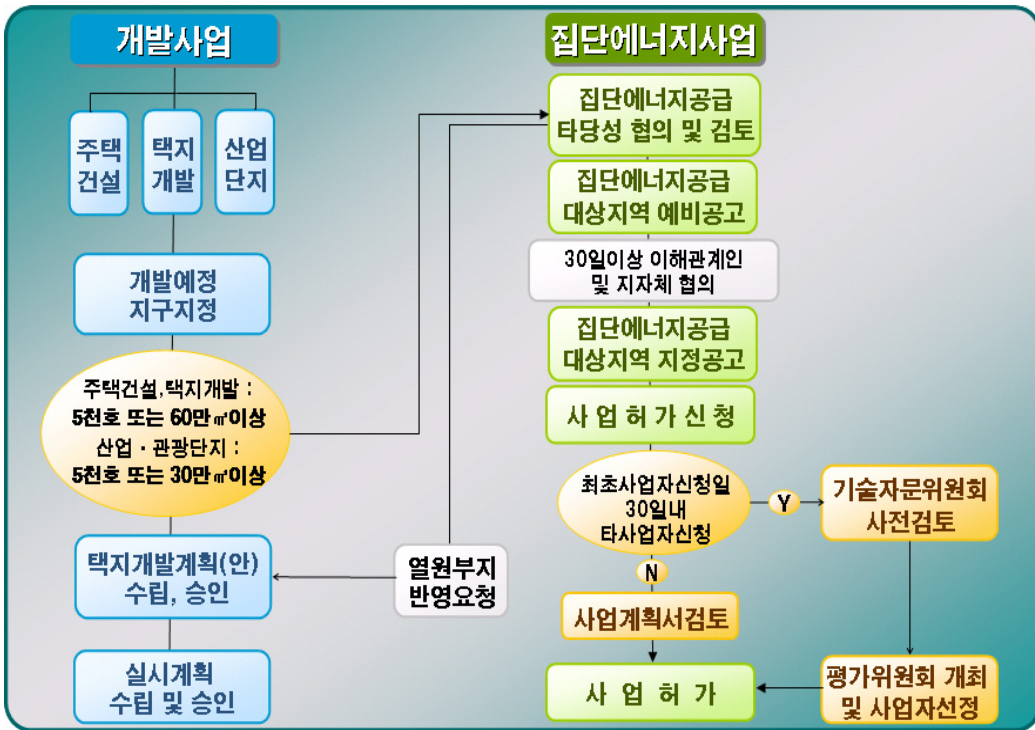 개발사업
주택
건설
택지
개발
산업
단지
개발예정
지구지정
주택건설,택지개발 :
5천호 또는 60만㎡이상
산업 · 관광단지 :
5천호 또는 30만㎡이상
택지개발계획(안)
수립, 승인
실시계획
수립 및 승인
열원부지
반영요청
집단에너지사업
집단에너지공급
타당성 협의 및 검토
집단에너지공급
대상지역 예비공고
30일이상 이해관계인
및 지자체 협의
집단에너지공급
대상지역 지정공고
사 업 허 가 신 청
최초사업자신청일
30일내
타사업자신청
Y
기술자문위원회
사전검토
N
사업계획서검토
평가위원회 개최
및 사업자선정
사 업 허 가